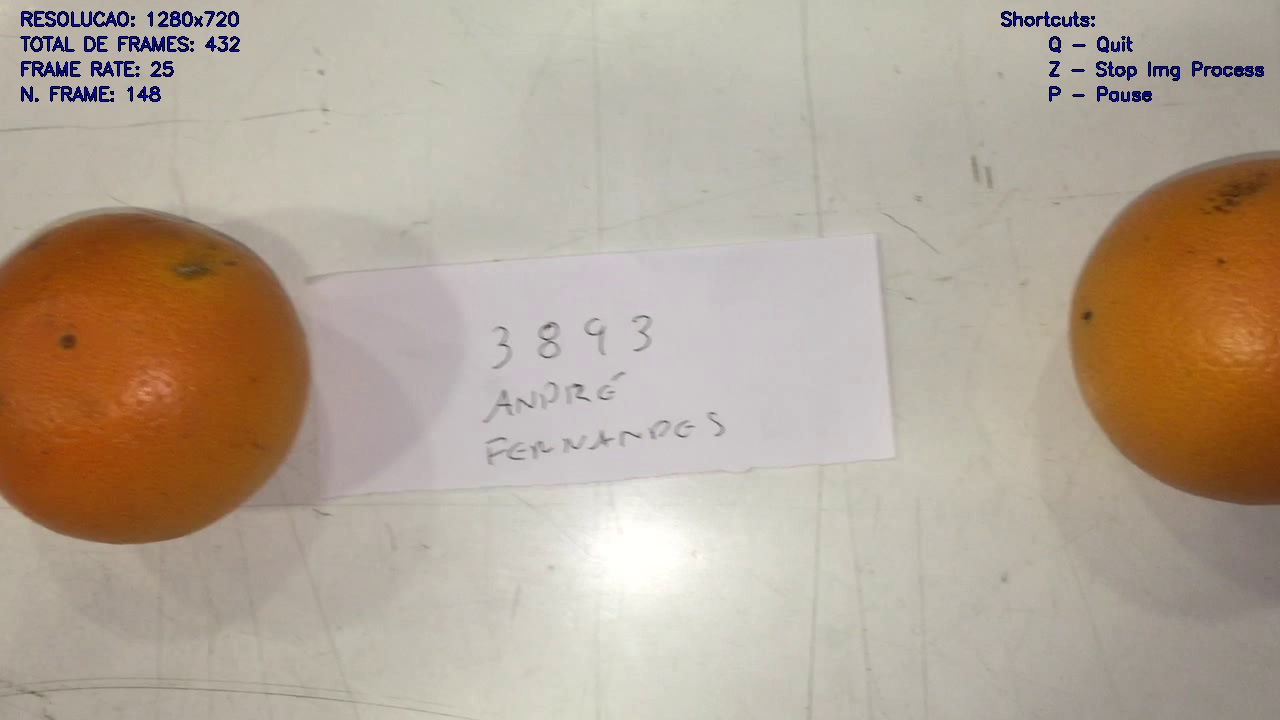 RESOLUCAO: 1280x720
TOTAL DE FRAMES: 432
FRAME RATE: 25
N. FRAME: 148
Shortcuts:
Q - Quit
Z - Stop Img Process
P - Pause
3893
ANDRÉ
FERNANDES